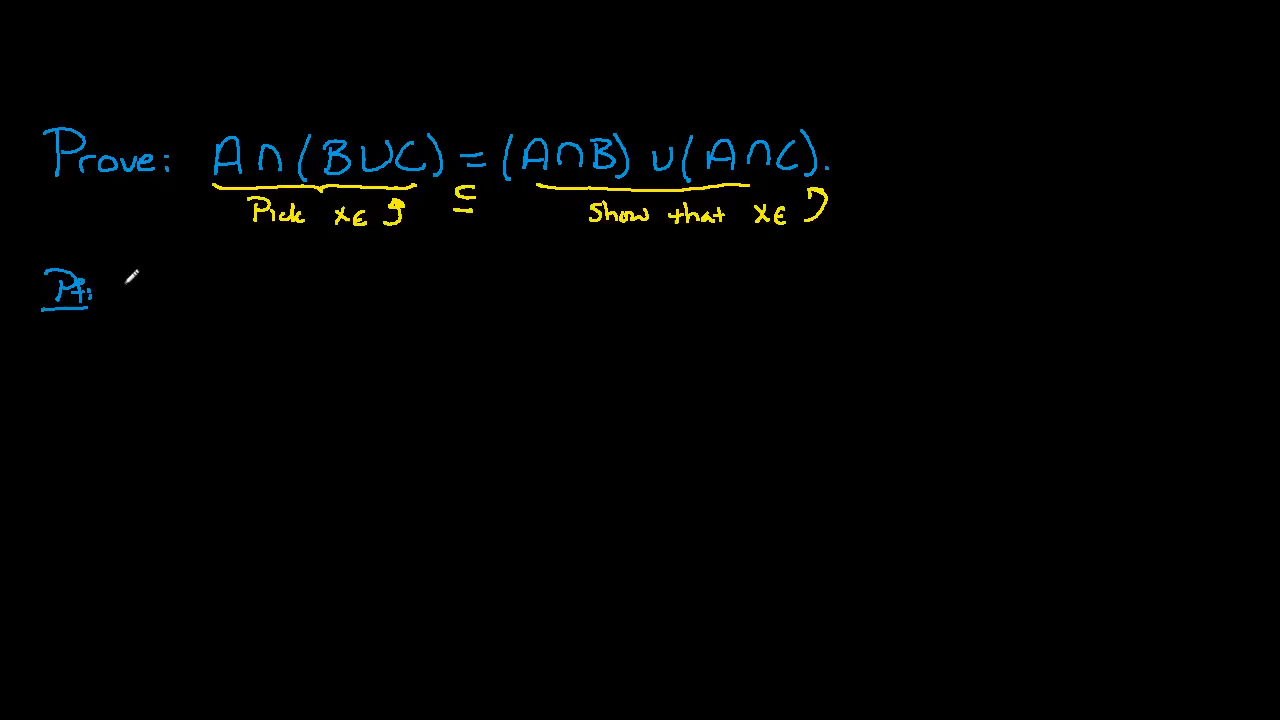 Prove: A∩(B∪C) = (A∩B) ∪ (A∩C).
Pick x∈ ⊆ Show that x∈
Pf: